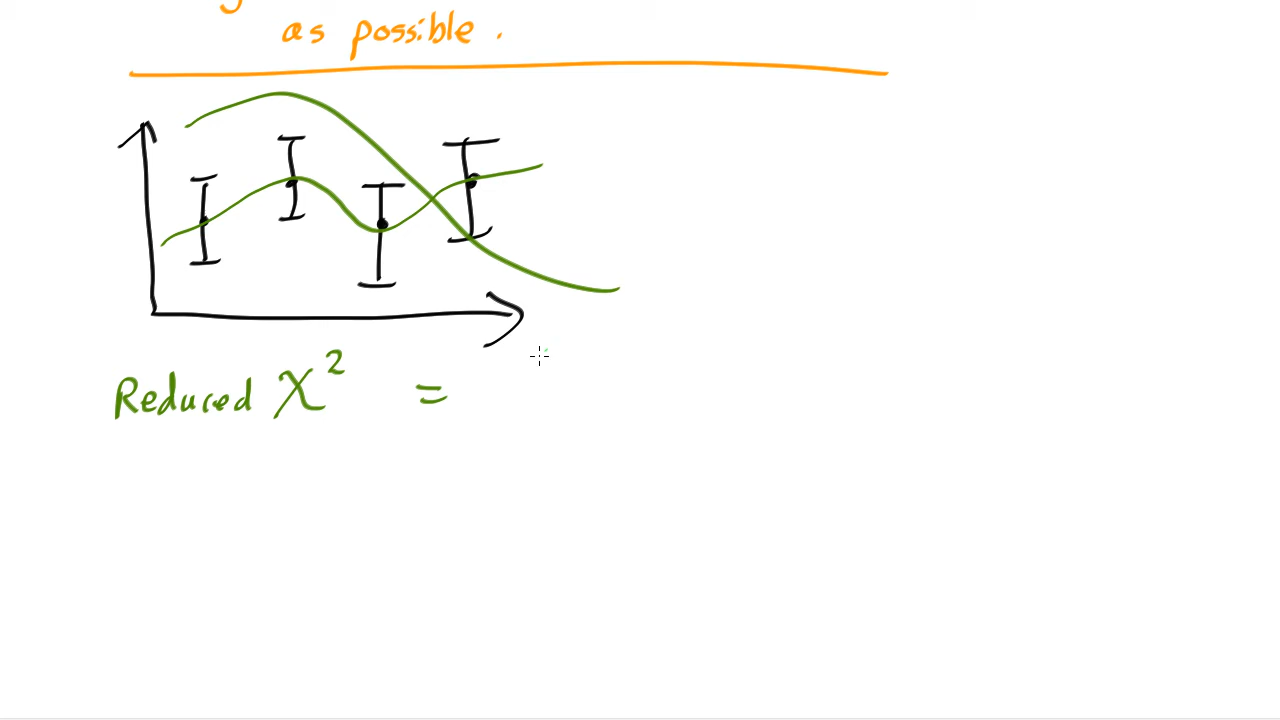 as possible .
Reduced χ² =